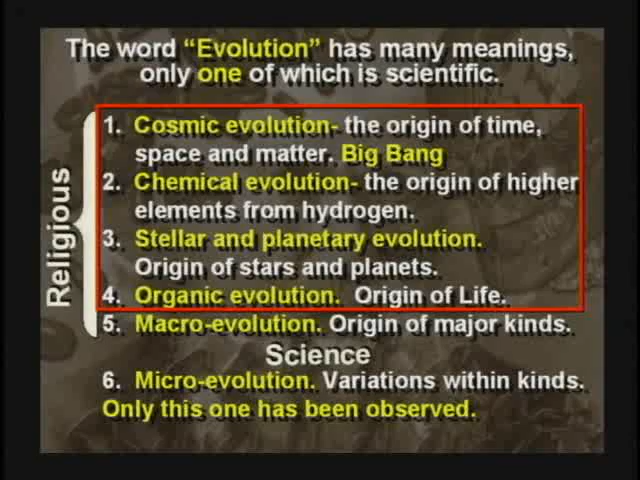 The word “Evolution” has many meanings,
only one of which is scientific.
Religious
1. Cosmic evolution- the origin of time,
space and matter. Big Bang
2. Chemical evolution- the origin of higher
elements from hydrogen.
3. Stellar and planetary evolution.
Origin of stars and planets.
4. Organic evolution. Origin of Life.
5. Macro-evolution. Origin of major kinds.
Science
6. Micro-evolution. Variations within kinds.
Only this one has been observed.